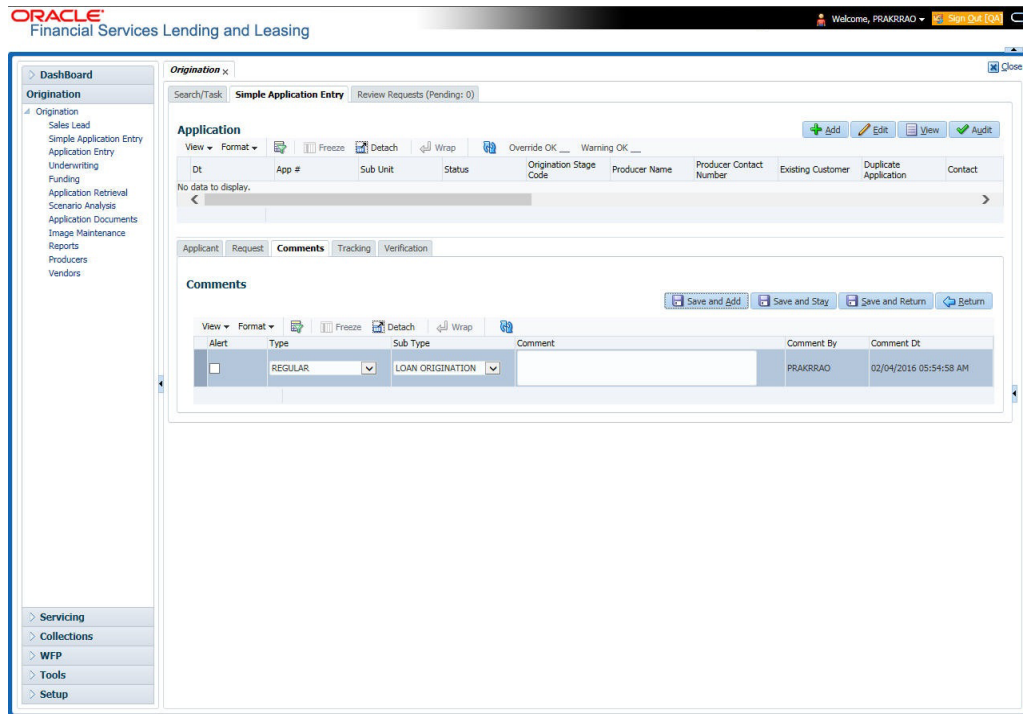 ORACLE
Financial Services Lending and Leasing
Welcome, PRAKRRAO
Sign Out [QA]
Close
DashBoard
Origination
Origination
Sales Lead
Simple Application Entry
Application Entry
Underwriting
Funding
Application Retrieval
Scenario Analysis
Application Documents
Image Maintenance
Reports
Producers
Vendors
Servicing
Collections
WFP
Tools
Setup
Origination x
Search/Task Simple Application Entry Review Requests (Pending: 0)
Application
Add Edit View Audit
View Format Freeze Detach Wrap Override OK __ Warning OK __
Dt App # Sub Unit Status Origination Stage Code Producer Name Producer Contact Number Existing Customer Duplicate Application Contact
No data to display.
Applicant Request Comments Tracking Verification
Comments
Save and Add Save and Stay Save and Return Return
View Format Freeze Detach Wrap
Alert Type Sub Type Comment Comment By Comment Dt
REGULAR LOAN ORIGINATION PRAKRRAO 02/04/2016 05:54:58 AM